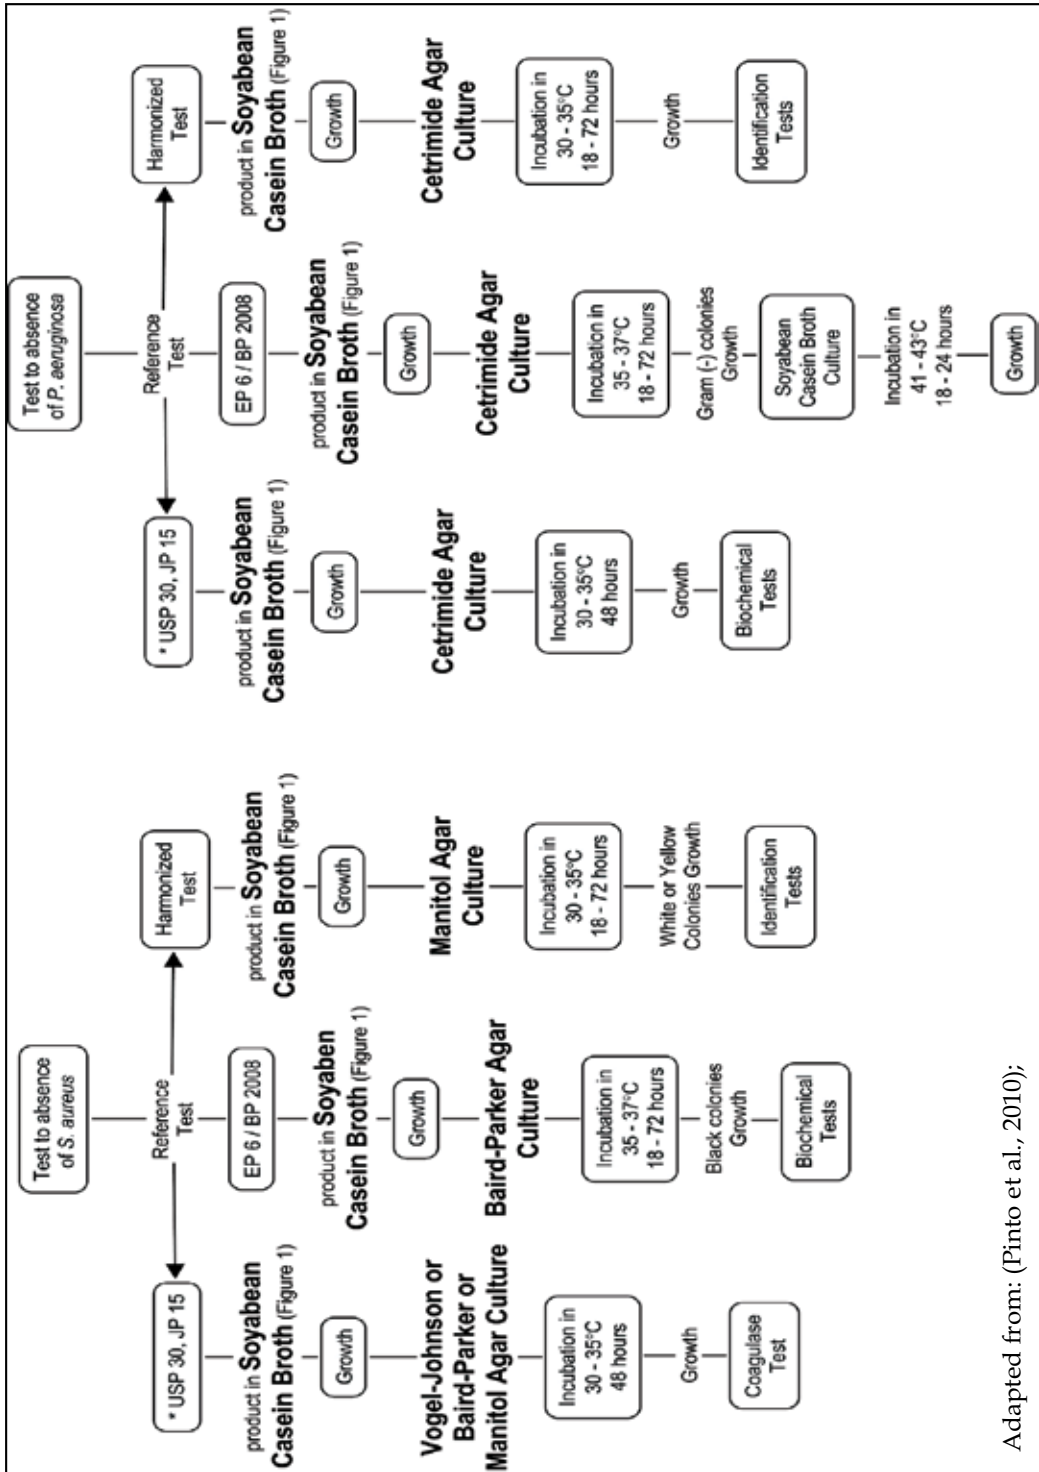 Test to absence
of S. aureus
Reference
Test
* USP 30, JP 15
product in Soyabean
Casein Broth (Figure 1)
Growth
Vogel-Johnson or
Baird-Parker or
Manitol Agar Culture
Incubation in
30 - 35ºC
48 hours
Growth
Coagulase
Test
EP 6 / BP 2008
product in Soyaben
Casein Broth (Figure 1)
Growth
Baird-Parker Agar
Culture
Incubation in
35 - 37ºC
18 - 72 hours
Black colonies
Growth
Biochemical
Tests
Harmonized
Test
product in Soyabean
Casein Broth (Figure 1)
Growth
Manitol Agar
Culture
Incubation in
30 - 35ºC
18 - 72 hours
White or Yellow
Colonies Growth
Identification
Tests
Test to absence
of P. aeruginosa
Reference
Test
* USP 30, JP 15
product in Soyabean
Casein Broth (Figure 1)
Growth
Cetrimide Agar
Culture
Incubation in
30 - 35ºC
48 hours
Growth
Biochemical
Tests
EP 6 / BP 2008
product in Soyabean
Casein Broth (Figure 1)
Growth
Cetrimide Agar
Culture
Incubation in
35 - 37ºC
18 - 72 hours
Gram (-) colonies
Growth
Soyabean
Casein Broth
Culture
Incubation in
41 - 43ºC
18 - 24 hours
Growth
Harmonized
Test
product in Soyabean
Casein Broth (Figure 1)
Growth
Cetrimide Agar
Culture
Incubation in
30 - 35ºC
18 - 72 hours
Growth
Identification
Tests
Adapted from: (Pinto et al., 2010);